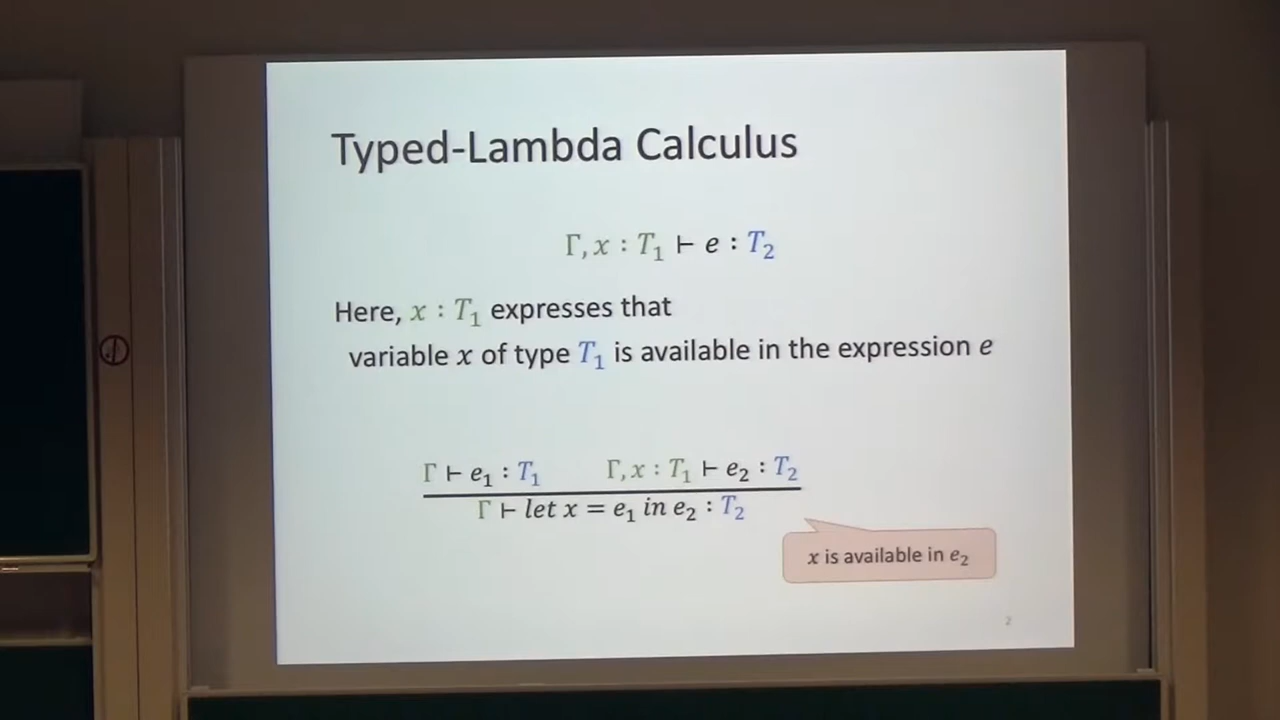 Typed-Lambda Calculus
Γ, x : T₁ ⊢ e : T₂
Here, x : T₁ expresses that
variable x of type T₁ is available in the expression e
Γ ⊢ e₁ : T₁ Γ, x : T₁ ⊢ e₂ : T₂
Γ ⊢ let x = e₁ in e₂ : T₂
x is available in e₂
2